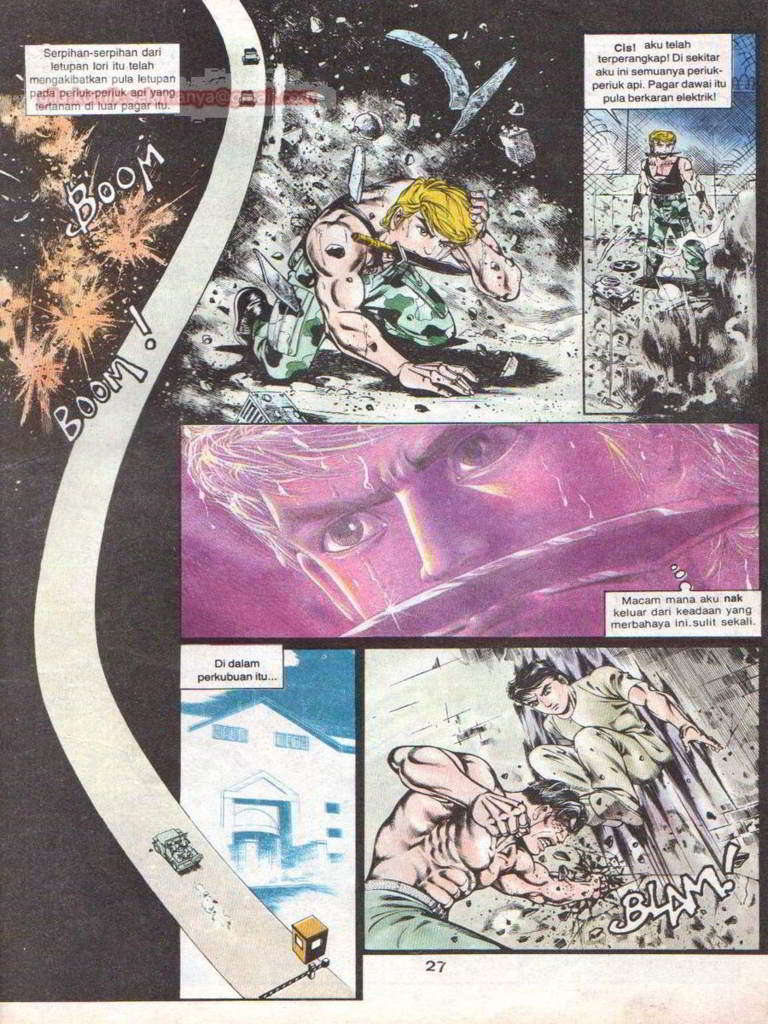 Serpihan-serpihan dari
letupan lori itu telah
mengakibatkan pula letupan
pada periuk-periuk api yang
tertanam di luar pagar itu.
Cis! aku telah
terperangkap! Di sekitar
aku ini semuanya periuk-
periuk api. Pagar dawai itu
pula berkaran elektrik!
BOOM
BOOM!
Macam mana aku nak
keluar dari keadaan yang
merbahaya ini.sulit sekali.
Di dalam
perkubuan itu...
BLAM!
27